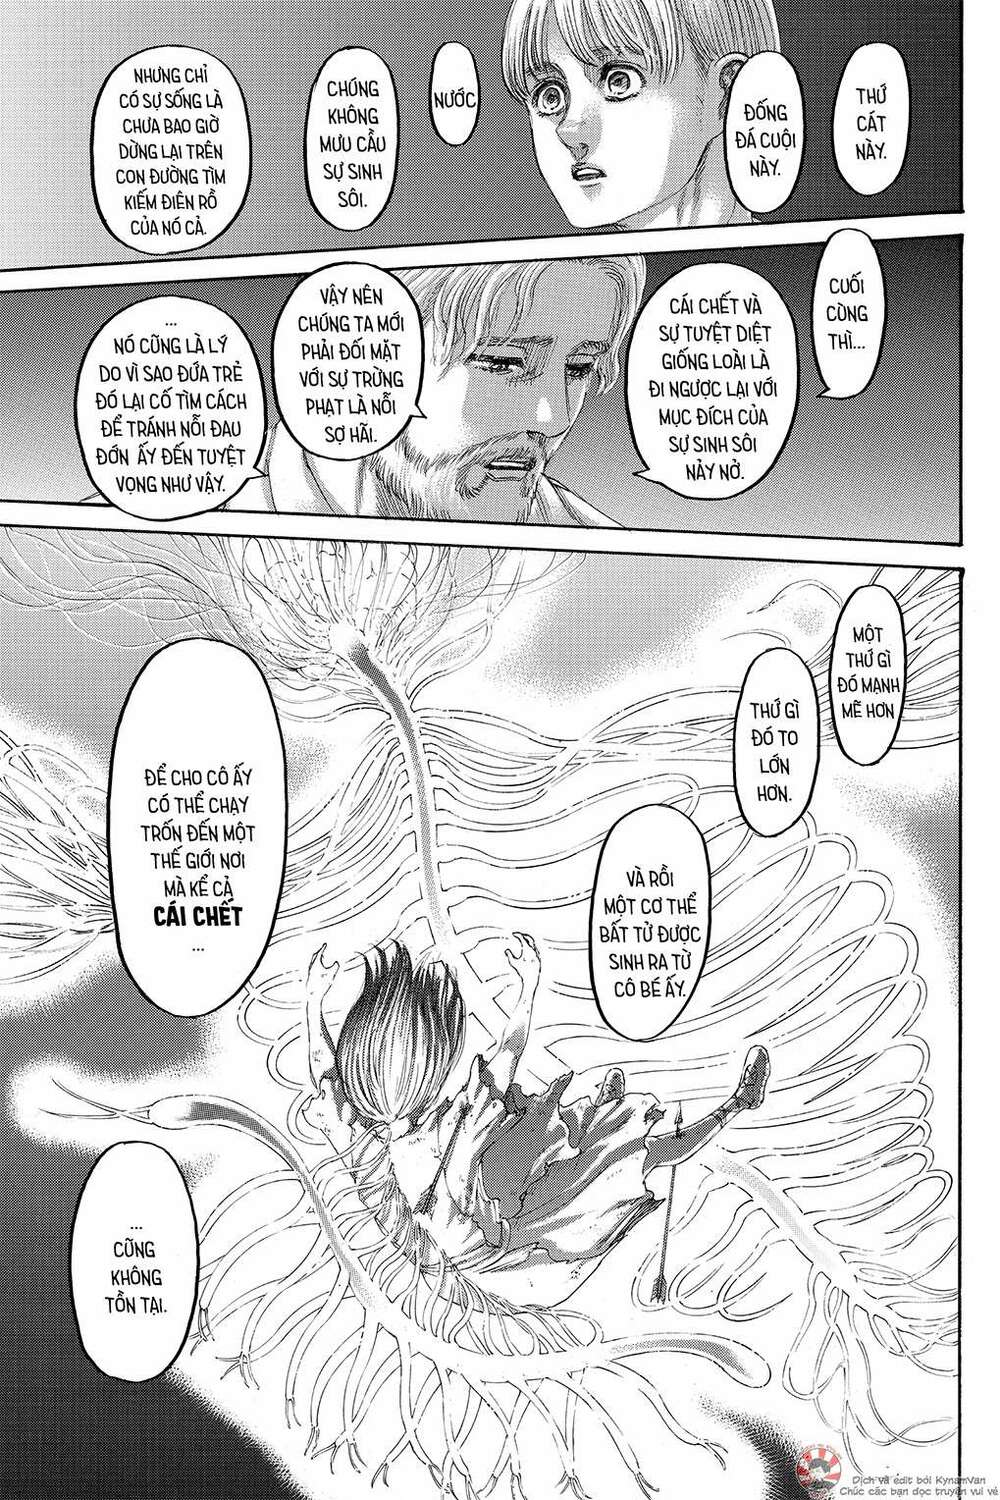 THỨ
CÁT
NÀY.
ĐỐNG
ĐÁ CUỘI
NÀY.
NƯỚC
CHÚNG
KHÔNG
MƯU CẦU
SỰ SINH
SÔI.
NHƯNG CHỈ
CÓ SỰ SỐNG LÀ
CHƯA BAO GIỜ
DỪNG LẠI TRÊN
CON ĐƯỜNG TÌM
KIẾM ĐIÊN RỒ
CỦA NÓ CẢ.
CUỐI
CÙNG
THÌ...
CÁI CHẾT VÀ
SỰ TUYỆT DIỆT
GIỐNG LOÀI LÀ
ĐI NGƯỢC LẠI VỚI
MỤC ĐÍCH CỦA
SỰ SINH SÔI
NẢY NỞ.
VẬY NÊN
CHÚNG TA MỚI
PHẢI ĐỐI MẶT
VỚI SỰ TRỪNG
PHẠT LÀ NỖI
SỢ HÃI.
...
NÓ CŨNG LÀ LÝ
DO VÌ SAO ĐỨA TRẺ
ĐÓ LẠI CỐ TÌM CÁCH
ĐỂ TRÁNH NỖI ĐAU
ĐỚN ẤY ĐẾN TUYỆT
VỌNG NHƯ VẬY.
MỘT
THỨ GÌ
ĐÓ MẠNH
MẼ HƠN
THỨ GÌ
ĐÓ TO
LỚN
HƠN.
VÀ RỒI
MỘT CƠ THỂ
BẤT TỬ ĐƯỢC
SINH RA TỪ
CÔ BÉ ẤY.
ĐỂ CHO CÔ ẤY
CÓ THỂ CHẠY
TRỐN ĐẾN MỘT
THẾ GIỚI NƠI
MÀ KỂ CẢ
CÁI CHẾT
...
...
CŨNG
KHÔNG
TỒN TẠI.
Dịch và edit bởi KynamVan
Chúc các bạn đọc truyện vui vẻ